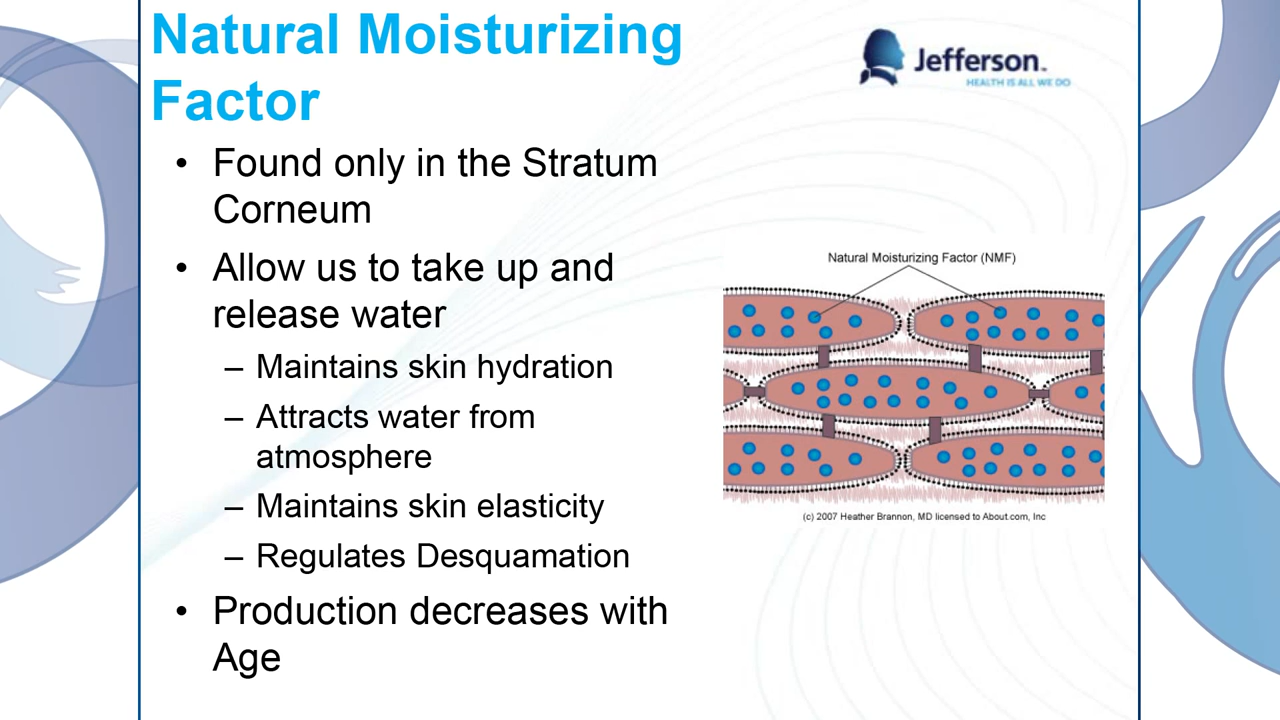 Natural Moisturizing
Factor
Jefferson™
HEALTH IS ALL WE DO
• Found only in the Stratum
Corneum
• Allow us to take up and
release water
– Maintains skin hydration
– Attracts water from
atmosphere
– Maintains skin elasticity
– Regulates Desquamation
• Production decreases with
Age
Natural Moisturizing Factor (NMF)
(c) 2007 Heather Brannon, MD licensed to About.com, Inc